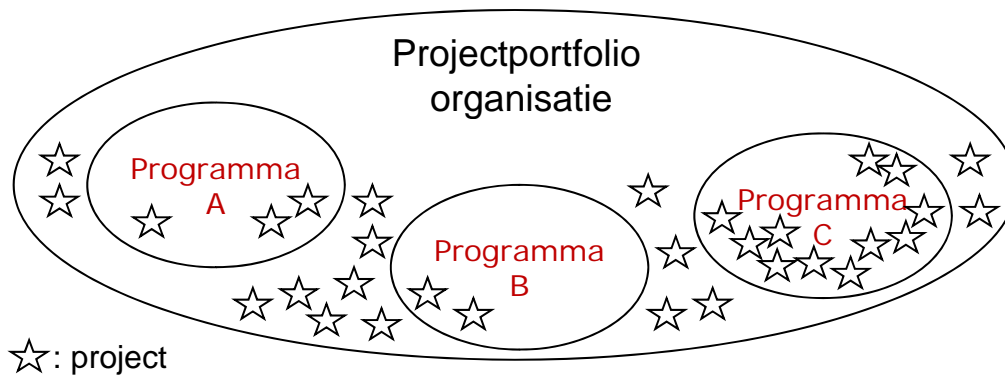 Projectportfolio
organisatie
Programma
A
Programma
B
Programma
C
: project